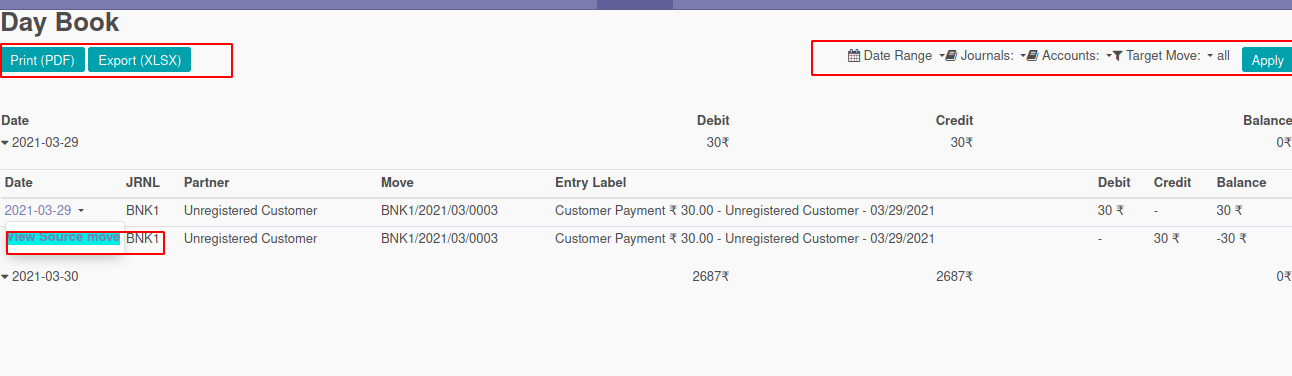 Day Book
Print (PDF) Export (XLSX) Date Range Journals: Accounts: Target Move: all Apply
Date Debit Credit Balance
2021-03-29 30₹ 30₹ 0₹
Date JRNL Partner Move Entry Label Debit Credit Balance
2021-03-29 BNK1 Unregistered Customer BNK1/2021/03/0003 Customer Payment ₹ 30.00 - Unregistered Customer - 03/29/2021 30 ₹ - 30 ₹
View Source move BNK1 Unregistered Customer BNK1/2021/03/0003 Customer Payment ₹ 30.00 - Unregistered Customer - 03/29/2021 - 30 ₹ -30 ₹
2021-03-30 2687₹ 2687₹ 0₹